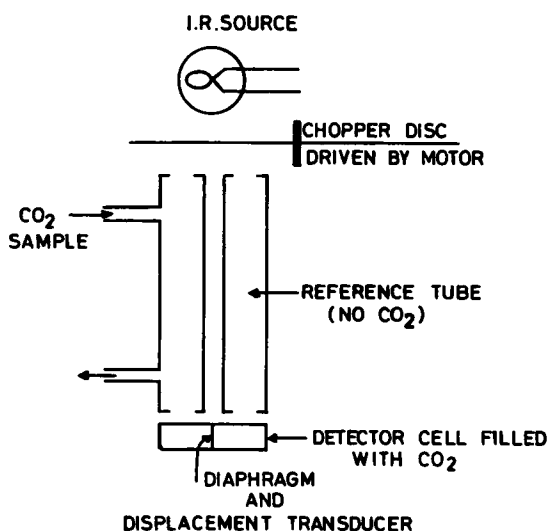 I.R.SOURCE
CHOPPER DISC
DRIVEN BY MOTOR
CO₂
SAMPLE
REFERENCE TUBE
(NO CO₂)
DETECTOR CELL FILLED
WITH CO₂
DIAPHRAGM
AND
DISPLACEMENT TRANSDUCER